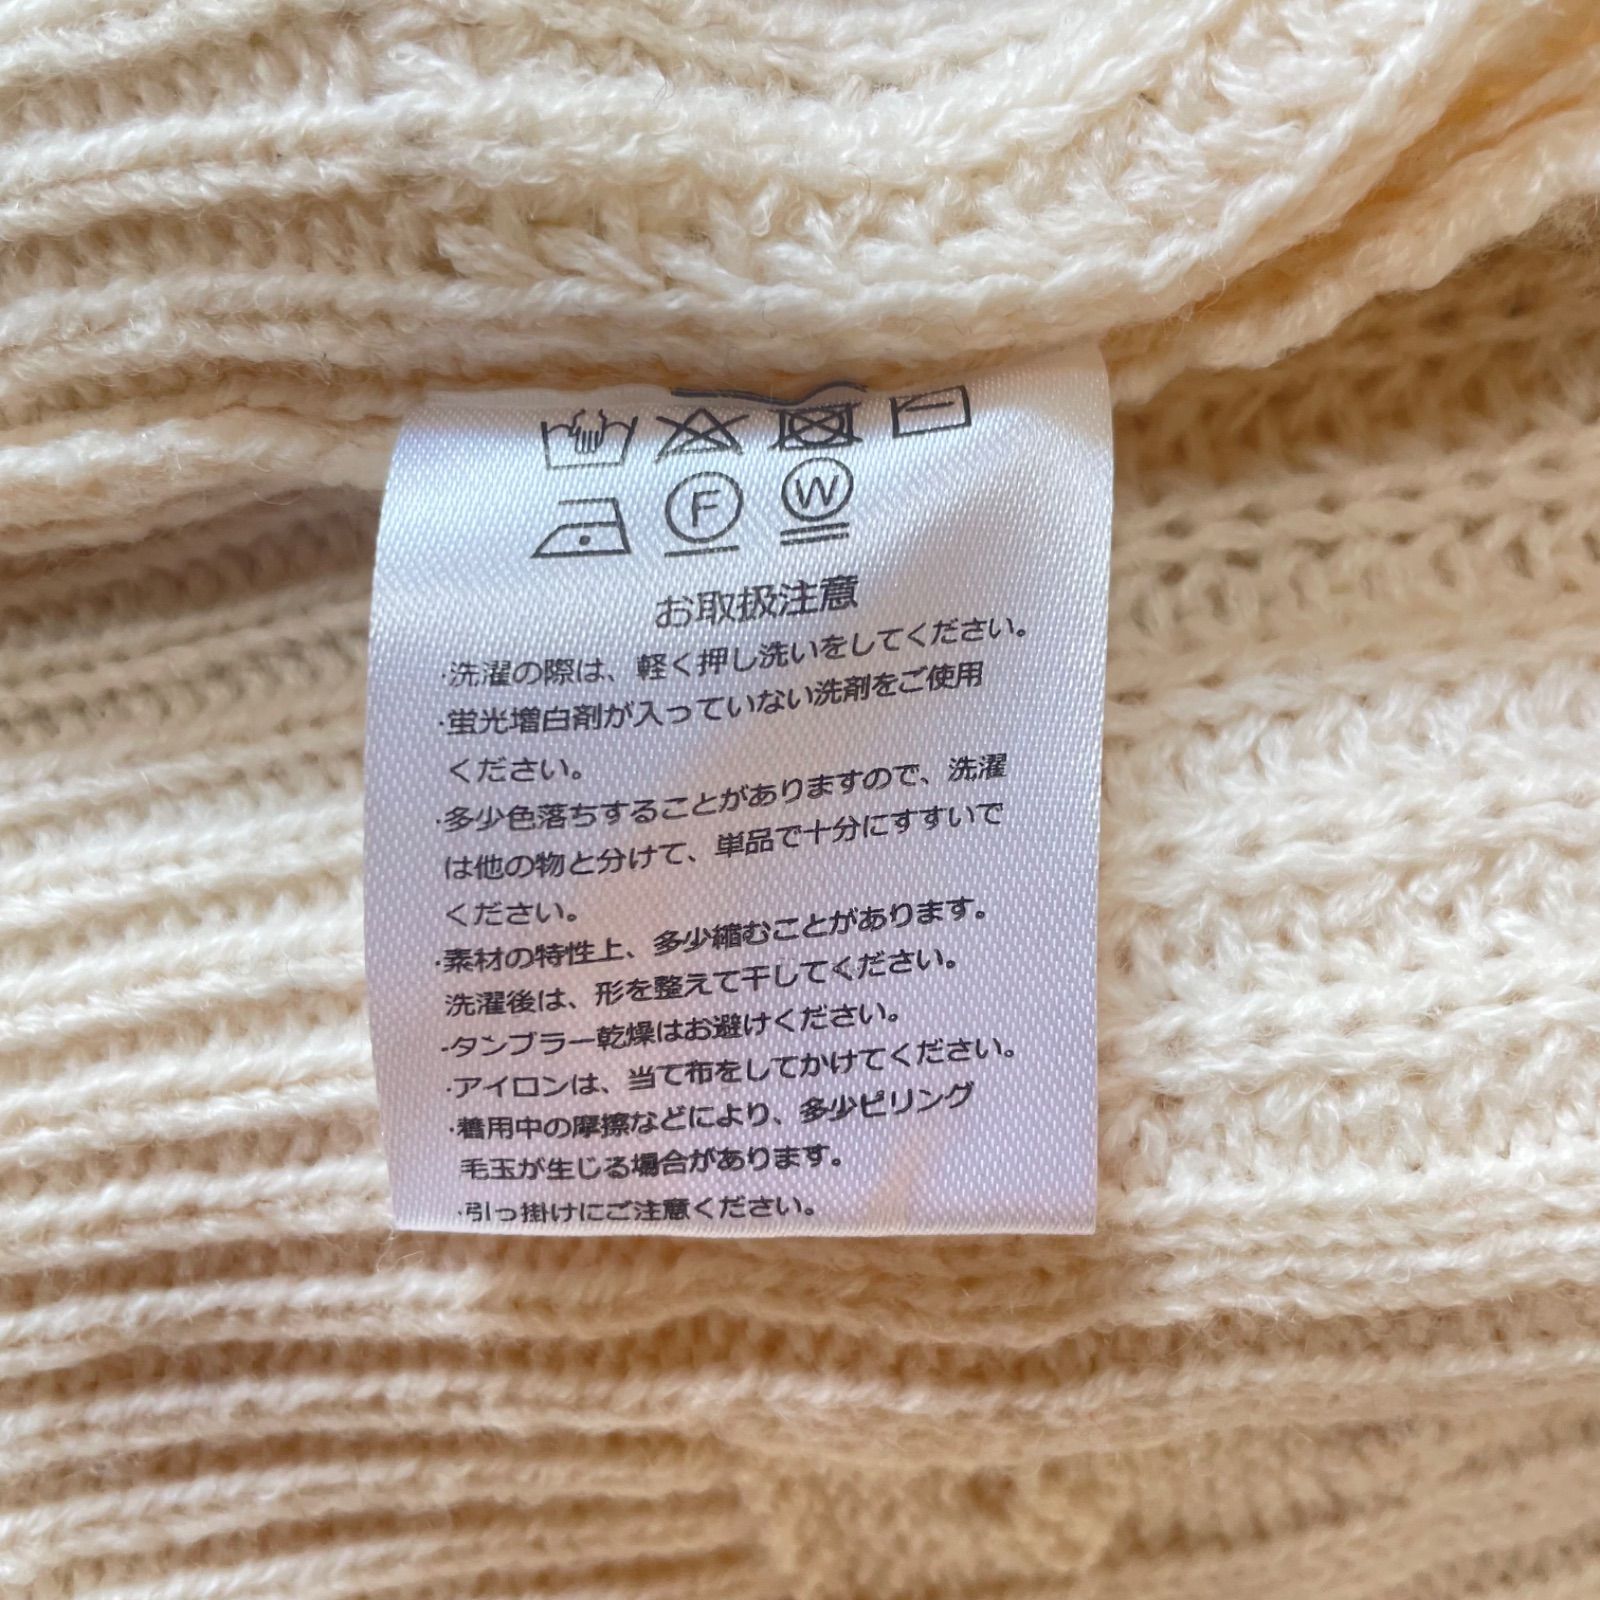 F W
お取扱注意
·洗濯の際は、軽く押し洗いをしてください。
·蛍光増白剤が入っていない洗剤をご使用
ください。
·多少色落ちすることがありますので、洗濯
は他の物と分けて、単品で十分にすすいで
ください。
·素材の特性上、多少縮むことがあります。
洗濯後は、形を整えて干してください。
·タンブラー乾燥はお避けください。
·アイロンは、当て布をしてかけてください。
·着用中の摩擦などにより、多少ピリング
毛玉が生じる場合があります。
·引っ掛けにご注意ください。